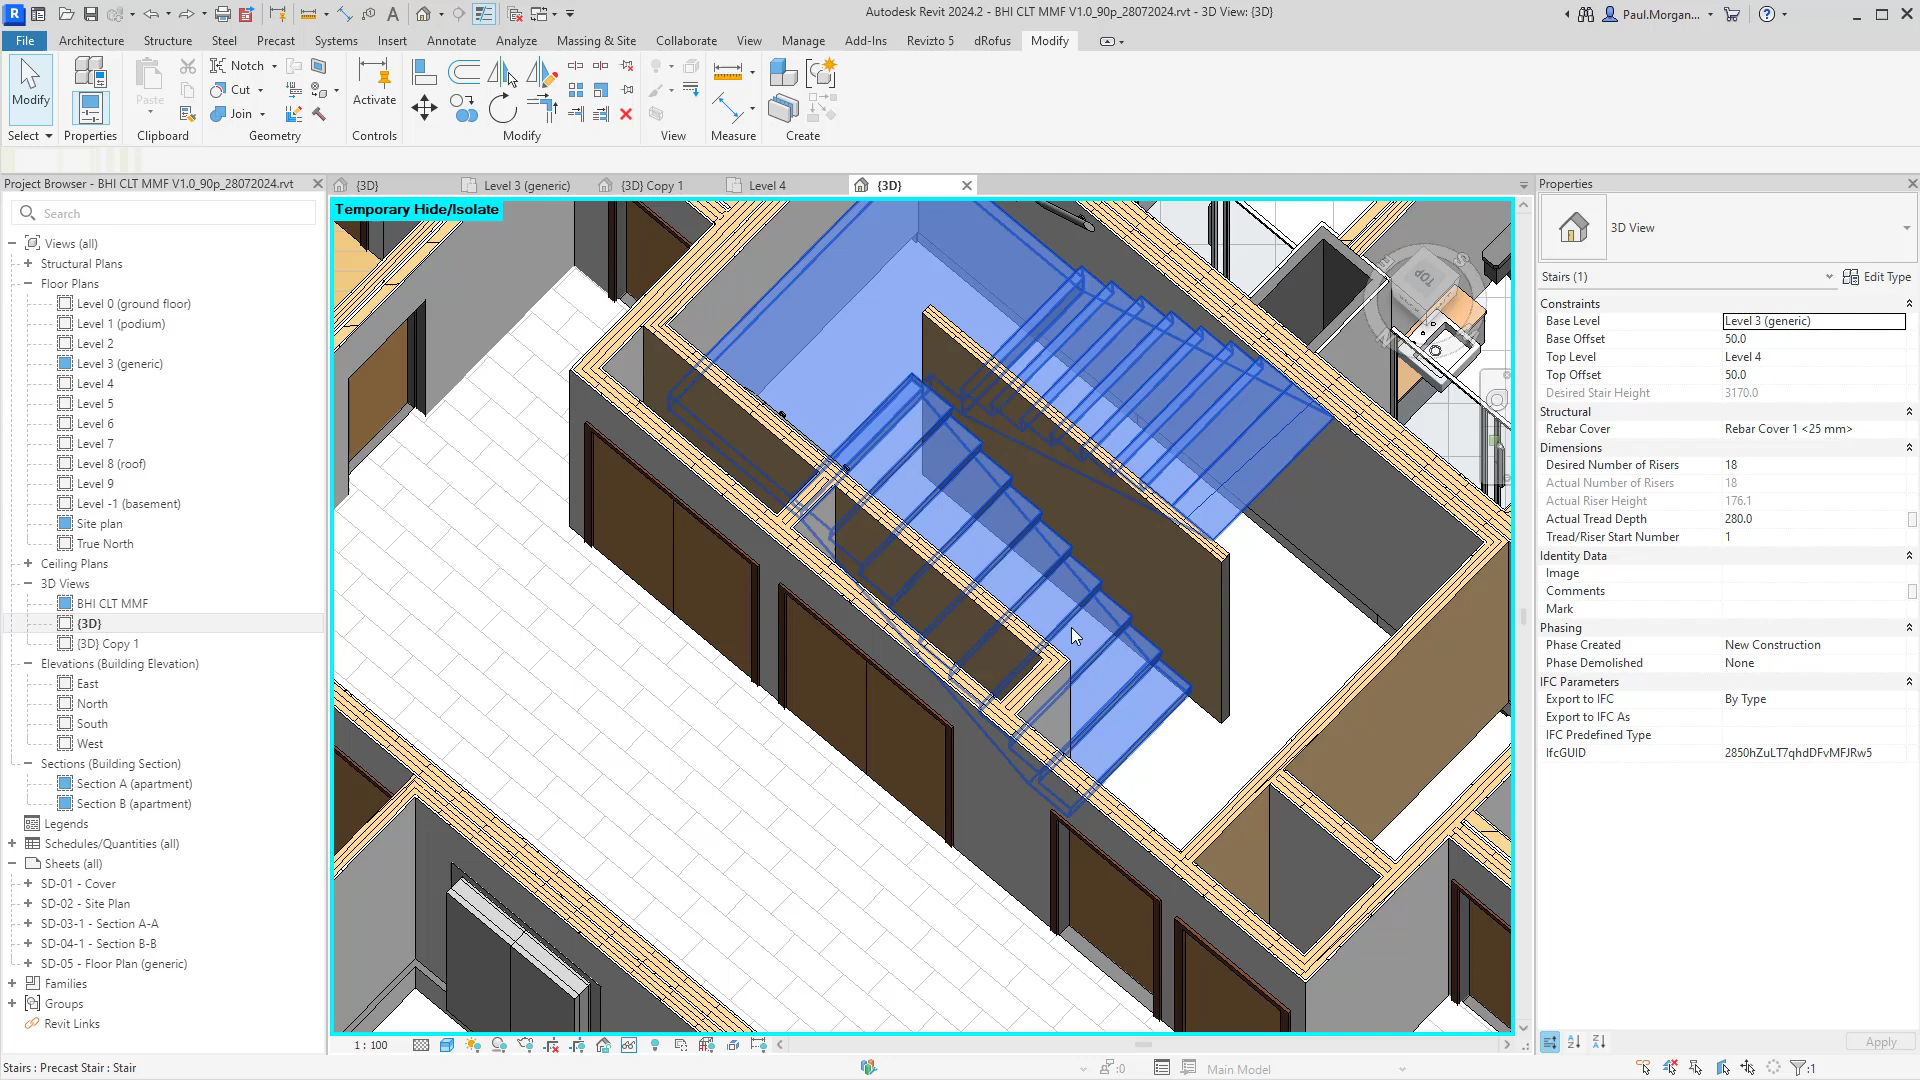 Autodesk Revit 2024.2 - BHI CLT MMF V1.0_90p_28072024.rvt - 3D View: {3D}
Paul.Morgan...
File Architecture Structure Steel Precast Systems Insert Annotate Analyze Massing & Site Collaborate View Manage Add-Ins Revizto 5 dRofus Modify
Modify
Paste
Notch
Cut
Join
Activate
Select Properties Clipboard Geometry Controls Modify View Measure Create
Project Browser - BHI CLT MMF V1.0_90p_28072024.rvt
{3D} Level 3 (generic) {3D} Copy 1 Level 4 {3D}
Search
Temporary Hide/Isolate
Views (all)
Structural Plans
Floor Plans
Level 0 (ground floor)
Level 1 (podium)
Level 2
Level 3 (generic)
Level 4
Level 5
Level 6
Level 7
Level 8 (roof)
Level 9
Level -1 (basement)
Site plan
True North
Ceiling Plans
3D Views
BHI CLT MMF
{3D}
{3D} Copy 1
Elevations (Building Elevation)
East
North
South
West
Sections (Building Section)
Section A (apartment)
Section B (apartment)
Legends
Schedules/Quantities (all)
Sheets (all)
SD-01 - Cover
SD-02 - Site Plan
SD-03-1 - Section A-A
SD-04-1 - Section B-B
SD-05 - Floor Plan (generic)
Families
Groups
Revit Links
TOP
S
E
N
Properties
3D View
Stairs (1) Edit Type
Constraints
Base Level Level 3 (generic)
Base Offset 50.0
Top Level Level 4
Top Offset 50.0
Desired Stair Height 3170.0
Structural
Rebar Cover Rebar Cover 1 <25 mm>
Dimensions
Desired Number of Risers 18
Actual Number of Risers 18
Actual Riser Height 176.1
Actual Tread Depth 280.0
Tread/Riser Start Number 1
Identity Data
Image
Comments
Mark
Phasing
Phase Created New Construction
Phase Demolished None
IFC Parameters
Export to IFC By Type
Export to IFC As
IFC Predefined Type
IfcGUID 2850hZuLT7qhdDFvMFJRw5
Apply
1 : 100
Stairs : Precast Stair : Stair
:0
Main Model
:1